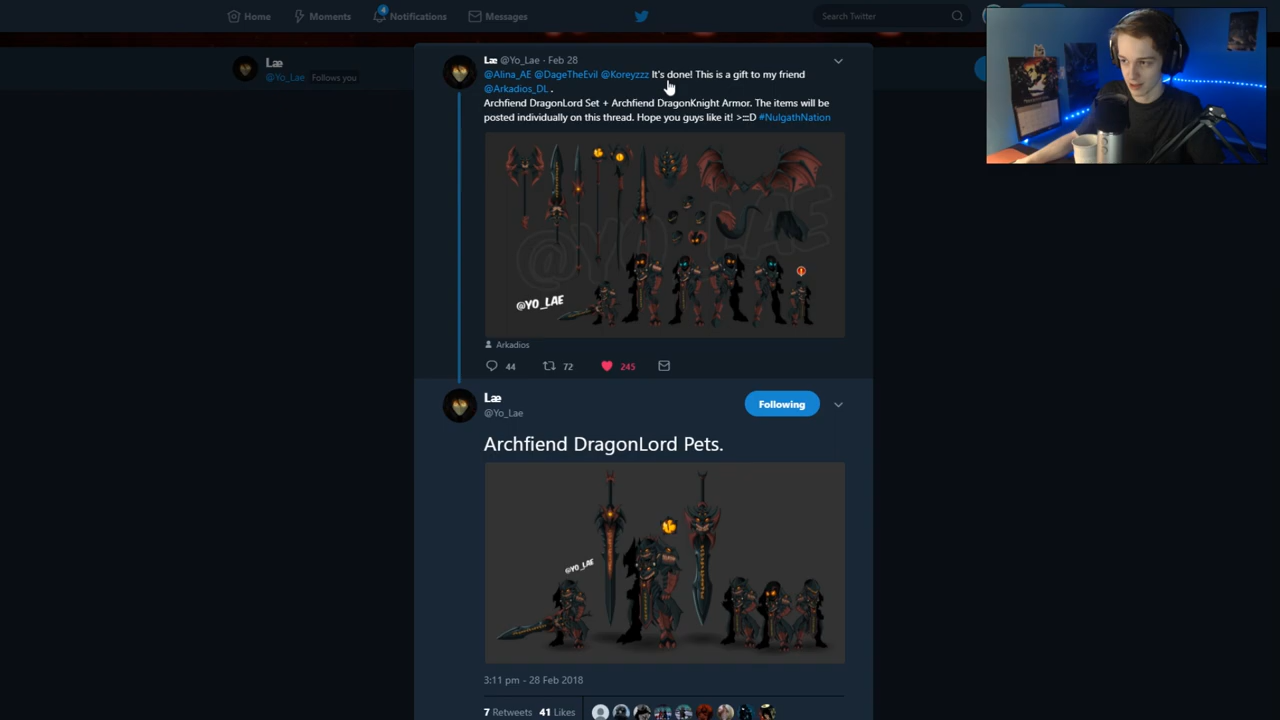 Home
Moments
4
Notifications
Messages
Search Twitter
Læ
@Yo_Lae Follows you
Læ @Yo_Lae · Feb 28
@Alina_AE @DageTheEvil @Koreyzzz It's done! This is a gift to my friend
@Arkadios_DL .
Archfiend DragonLord Set + Archfiend DragonKnight Armor. The items will be
posted individually on this thread. Hope you guys like it! >:::D #NulgathNation
@YO_LAE
@YO_LAE
Arkadios
44
72
245
Læ
@Yo_Lae
Following
Archfiend DragonLord Pets.
@YO_LAE
3:11 pm - 28 Feb 2018
7 Retweets 41 Likes